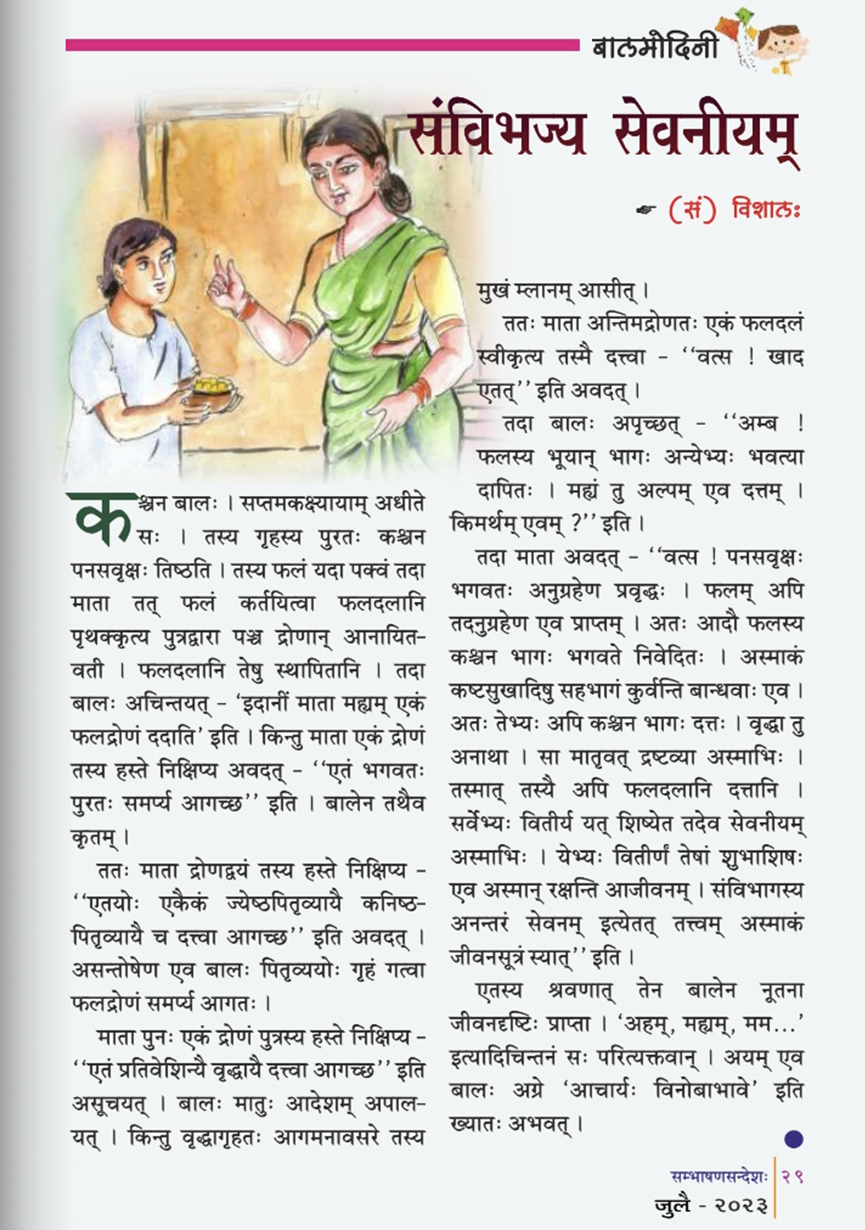 बालमोदिनी
संविभज्य सेवनीयम्
(सं) विशालः
कश्चन बालः । सप्तमकक्ष्यायाम् अधीते
सः । तस्य गृहस्य पुरतः कश्चन
पनसवृक्षः तिष्ठति । तस्य फलं यदा पक्वं तदा
माता तत् फलं कर्तयित्वा फलदलानि
पृथक्कृत्य पुत्रद्वारा पञ्च द्रोणान् आनायित-
वती । फलदलानि तेषु स्थापितानि । तदा
बालः अचिन्तयत् - ‘इदानीं माता मह्यम् एकं
फलद्रोणं ददाति’ इति । किन्तु माता एकं द्रोणं
तस्य हस्ते निक्षिप्य अवदत् - ‘‘एतं भगवतः
पुरतः समर्प्य आगच्छ’’ इति । बालेन तथैव
कृतम् ।
ततः माता द्रोणद्वयं तस्य हस्ते निक्षिप्य -
‘‘एतयोः एकैकं ज्येष्ठपितृव्यायै कनिष्ठ-
पितृव्यायै च दत्त्वा आगच्छ’’ इति अवदत् ।
असन्तोषेण एव बालः पितृव्ययोः गृहं गत्वा
फलद्रोणं समर्प्य आगतः ।
माता पुनः एकं द्रोणं पुत्रस्य हस्ते निक्षिप्य -
‘‘एतं प्रतिवेशिन्यै वृद्धायै दत्त्वा आगच्छ’’ इति
असूचयत् । बालः मातुः आदेशम् अपाल-
यत् । किन्तु वृद्धागृहतः आगमनावसरे तस्य
मुखं म्लानम् आसीत् ।
ततः माता अन्तिमद्रोणतः एकं फलदलं
स्वीकृत्य तस्मै दत्त्वा - ‘‘वत्स ! खाद
एतत्’’ इति अवदत् ।
तदा बालः अपृच्छत् - ‘‘अम्ब !
फलस्य भूयान् भागः अन्येभ्यः भवत्या
दापितः । मह्यं तु अल्पम् एव दत्तम् ।
किमर्थम् एवम् ?’’ इति ।
तदा माता अवदत् - ‘‘वत्स ! पनसवृक्षः
भगवतः अनुग्रहेण प्रवृद्धः । फलम् अपि
तदनुग्रहेण एव प्राप्तम् । अतः आदौ फलस्य
कश्चन भागः भगवते निवेदितः । अस्माकं
कष्टसुखादिषु सहभागं कुर्वन्ति बान्धवाः एव ।
अतः तेभ्यः अपि कश्चन भागः दत्तः । वृद्धा तु
अनाथा । सा मातृवत् द्रष्टव्या अस्माभिः ।
तस्मात् तस्यै अपि फलदलानि दत्तानि ।
सर्वेभ्यः वितीर्य यत् शिष्येत तदेव सेवनीयम्
अस्माभिः । येभ्यः वितीर्णं तेषां शुभाशिषः
एव अस्मान् रक्षन्ति आजीवनम् । संविभागस्य
अनन्तरं सेवनम् इत्येतत् तत्त्वम् अस्माकं
जीवनसूत्रं स्यात्’’ इति ।
एतस्य श्रवणात् तेन बालेन नूतना
जीवनदृष्टिः प्राप्ता । ‘अहम्, मह्यम्, मम...’
इत्यादिचिन्तनं सः परित्यक्तवान् । अयम् एव
बालः अग्रे ‘आचार्यः विनोबाभावे’ इति
ख्यातः अभवत् ।
सम्भाषणसन्देशः २९
जुलै - २०२३